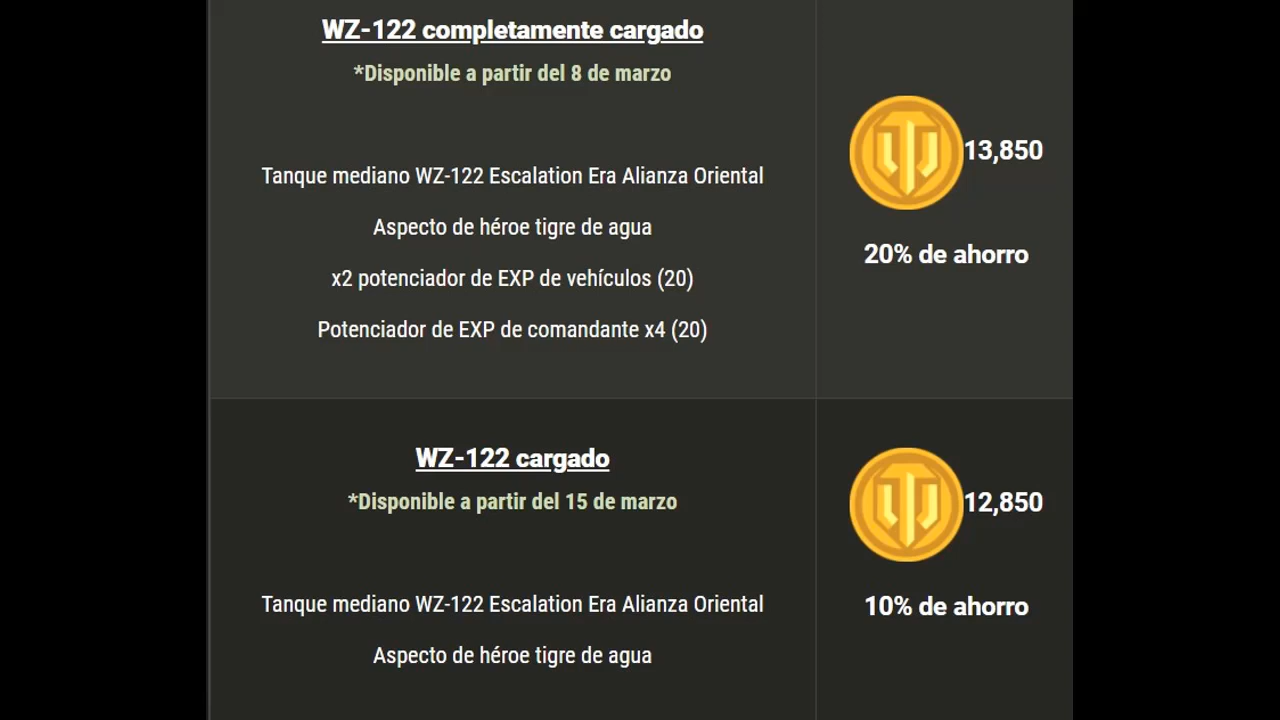 WZ-122 completamente cargado
*Disponible a partir del 8 de marzo
13,850
Tanque mediano WZ-122 Escalation Era Alianza Oriental
Aspecto de héroe tigre de agua
20% de ahorro
x2 potenciador de EXP de vehículos (20)
Potenciador de EXP de comandante x4 (20)
WZ-122 cargado
*Disponible a partir del 15 de marzo
12,850
Tanque mediano WZ-122 Escalation Era Alianza Oriental
10% de ahorro
Aspecto de héroe tigre de agua